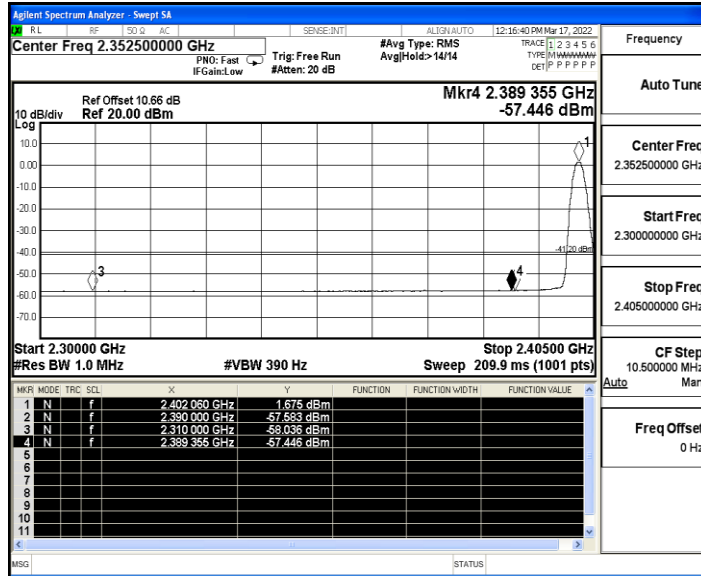 Agilent Spectrum Analyzer - Swept SA
RL RF 50 Ω AC SENSE:INT ALIGNAUTO 12:16:40 PM Mar 17, 2022
Center Freq 2.352500000 GHz
PNO: Fast
IFGain:Low
Trig: Free Run
#Atten: 20 dB
#Avg Type: RMS
Avg|Hold:>14/14
TRACE 1 2 3 4 5 6
TYPE M
DET P P P P P P
Frequency
Auto Tune
Center Freq
2.352500000 GHz
Start Freq
2.300000000 GHz
Stop Freq
2.405000000 GHz
CF Step
10.500000 MHz
Auto Man
Freq Offset
0 Hz
Mkr4 2.389 355 GHz
-57.446 dBm
Ref Offset 10.66 dB
10 dB/div Ref 20.00 dBm
Log
10.0
0.00
-10.0
-20.0
-30.0
-40.0
-50.0
-60.0
-70.0
1
-41.20 dBm
3
4
Start 2.30000 GHz Stop 2.40500 GHz
#Res BW 1.0 MHz #VBW 390 Hz Sweep 209.9 ms (1001 pts)
MKR MODE TRC SCL X Y FUNCTION FUNCTION WIDTH FUNCTION VALUE
1 N f 2.402 060 GHz 1.675 dBm
2 N f 2.390 000 GHz -57.583 dBm
3 N f 2.310 000 GHz -58.036 dBm
4 N f 2.389 355 GHz -57.446 dBm
5
6
7
8
9
10
11
MSG STATUS